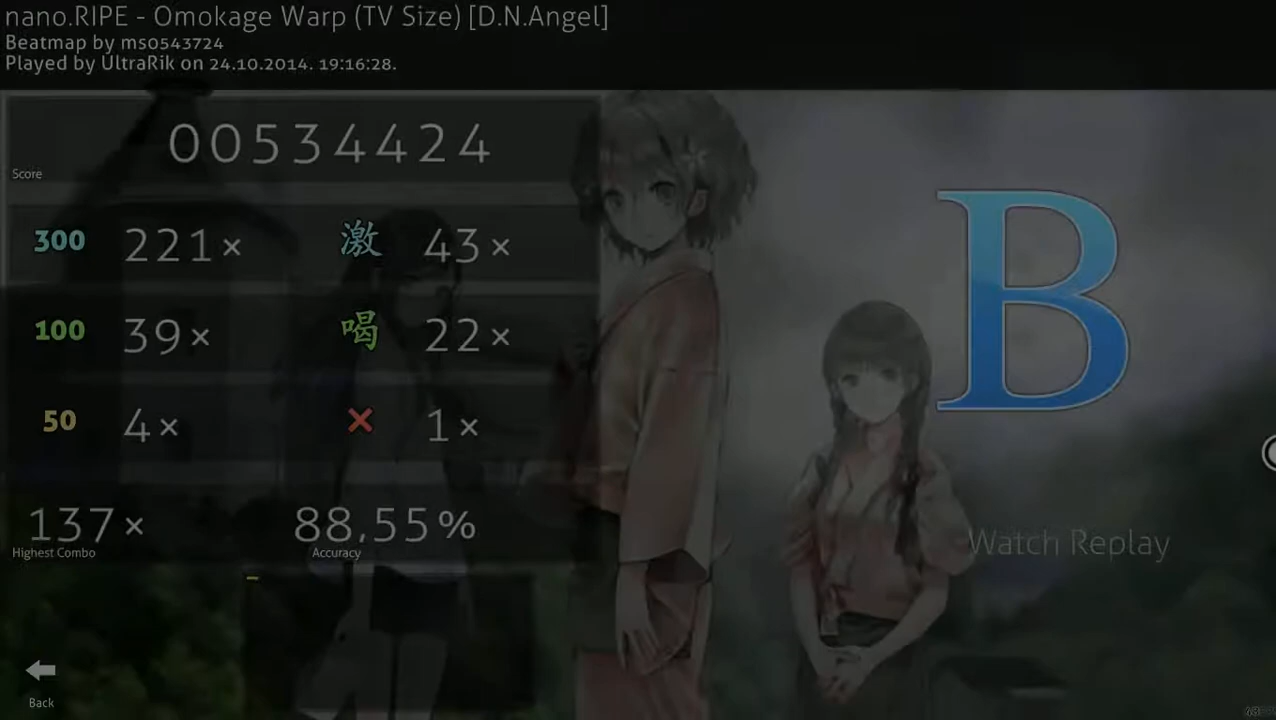 nano.RIPE - Omokage Warp (TV Size) [D.N.Angel]
Beatmap by ms0543724
Played by UltraRik on 24.10.2014. 19:16:28.
00534424
Score
300 221× 激 43×
100 39× 喝 22×
50 4× × 1×
B
137× 88,55%
Highest Combo Accuracy
Watch Replay
Back